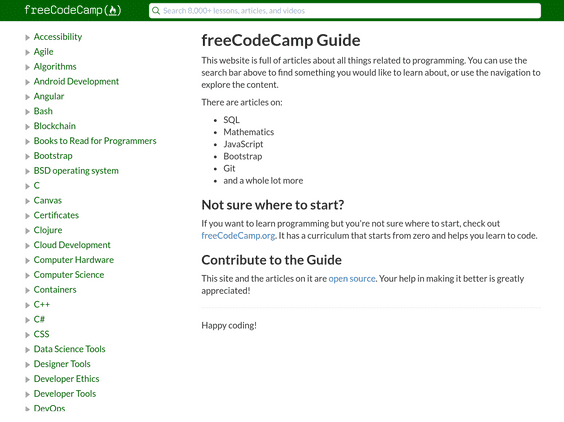 freeCodeCamp(🔥)
Search 8,000+ lessons, articles, and videos
Accessibility
Agile
Algorithms
Android Development
Angular
Bash
Blockchain
Books to Read for Programmers
Bootstrap
BSD operating system
C
Canvas
Certificates
Clojure
Cloud Development
Computer Hardware
Computer Science
Containers
C++
C#
CSS
Data Science Tools
Designer Tools
Developer Ethics
Developer Tools
DevOps
freeCodeCamp Guide
This website is full of articles about all things related to programming. You can use the
search bar above to find something you would like to learn about, or use the navigation to
explore the content.
There are articles on:
• SQL
• Mathematics
• JavaScript
• Bootstrap
• Git
• and a whole lot more
Not sure where to start?
If you want to learn programming but you're not sure where to start, check out
freeCodeCamp.org. It has a curriculum that starts from zero and helps you learn to code.
Contribute to the Guide
This site and the articles on it are open source. Your help in making it better is greatly
appreciated!
Happy coding!